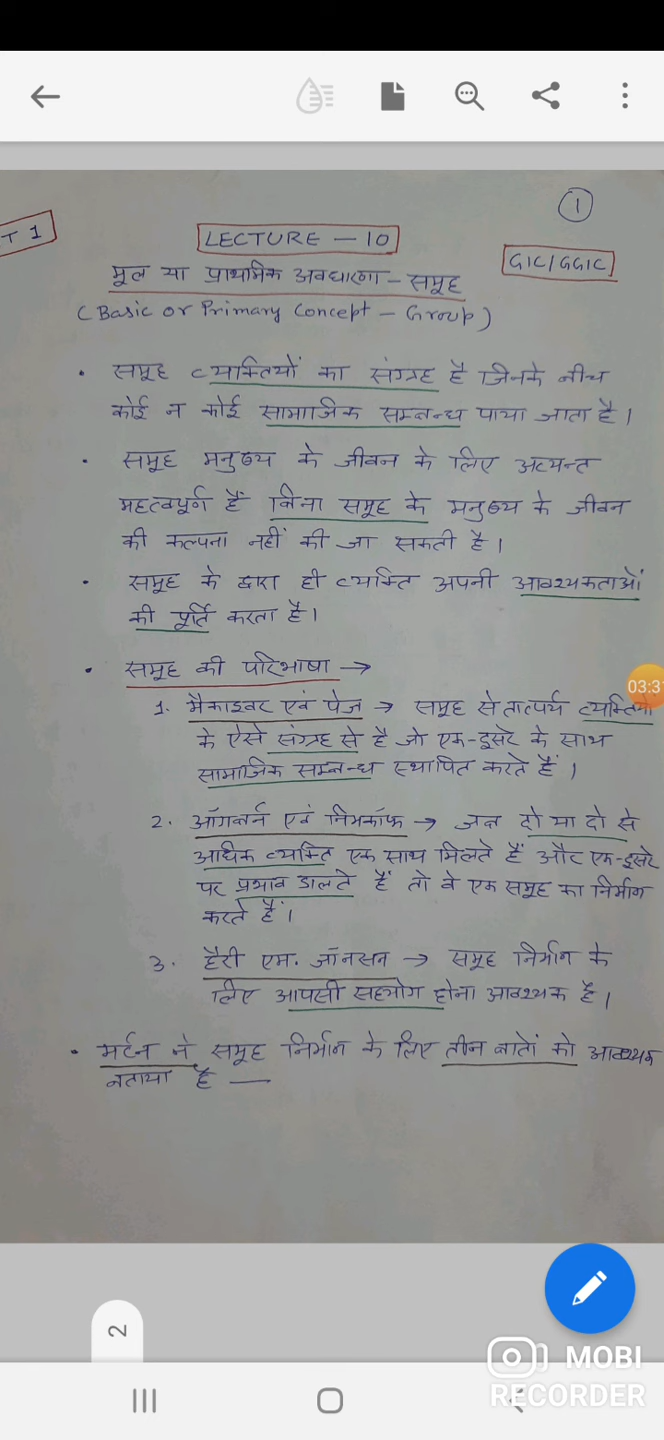 1
T 1
LECTURE – 10
GIC/GGIC
मूल या प्राथमिक अवधारणा – समूह
(Basic or Primary Concept – Group)
• समूह व्यक्तियों का संग्रह है जिनके बीच
कोई न कोई सामाजिक सम्बन्ध पाया जाता है।
• समूह मनुष्य के जीवन के लिए अत्यन्त
महत्वपूर्ण है बिना समूह के मनुष्य के जीवन
की कल्पना नहीं की जा सकती है।
• समूह के द्वारा ही व्यक्ति अपनी आवश्यकताओं
की पूर्ति करता है।
• समूह की परिभाषा →
1. मैकाइवर एवं पेज → समूह से तात्पर्य व्यक्तियों
03:3
के ऐसे संग्रह से है जो एक-दूसरे के साथ
सामाजिक सम्बन्ध स्थापित करते हैं।
2. ऑगबर्न एवं निमकॉफ → जब दो या दो से
अधिक व्यक्ति एक साथ मिलते हैं और एक-दूसरे
पर प्रभाव डालते हैं तो वे एक समूह का निर्माण
करते हैं।
3. हैरी एम. जॉनसन → समूह निर्माण के
लिए आपसी सहयोग होना आवश्यक है।
• मर्टन ने समूह निर्माण के लिए तीन बातों को आवश्यक
बताया है —
2
MOBI
RECORDER